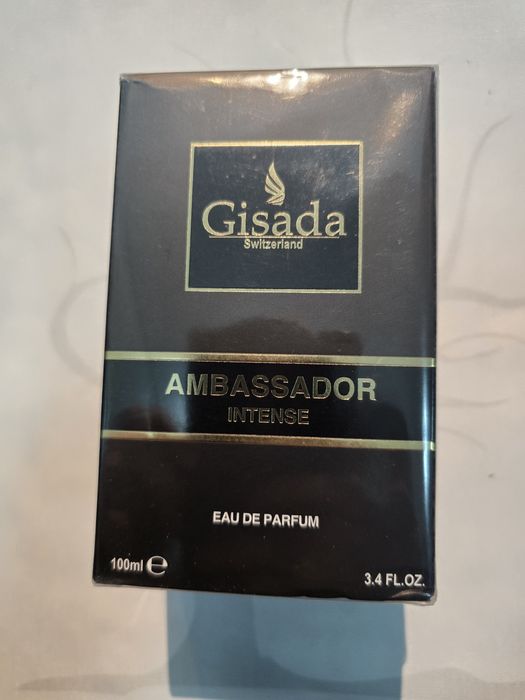 Gisada
Switzerland
AMBASSADOR
INTENSE
EAU DE PARFUM
100ml ℮
3.4 FL.OZ.